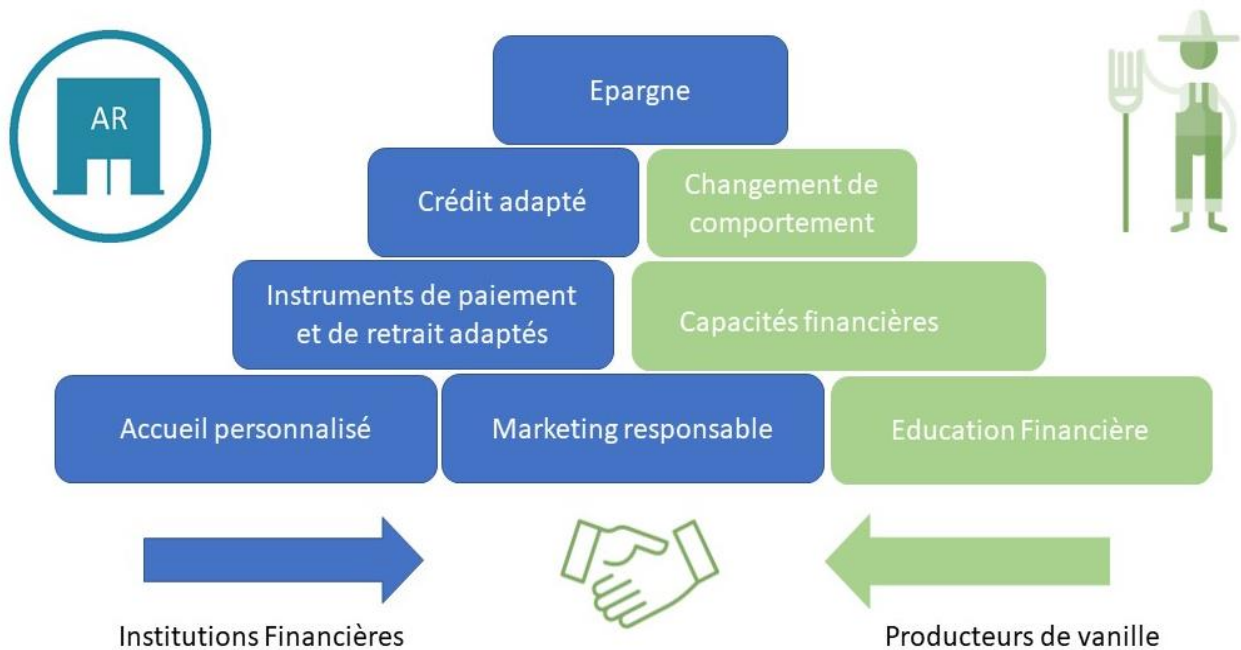 AR
Epargne
Crédit adapté
Changement de
comportement
Instruments de paiement
et de retrait adaptés
Capacités financières
Accueil personnalisé
Marketing responsable
Education Financière
Institutions Financières
Producteurs de vanille